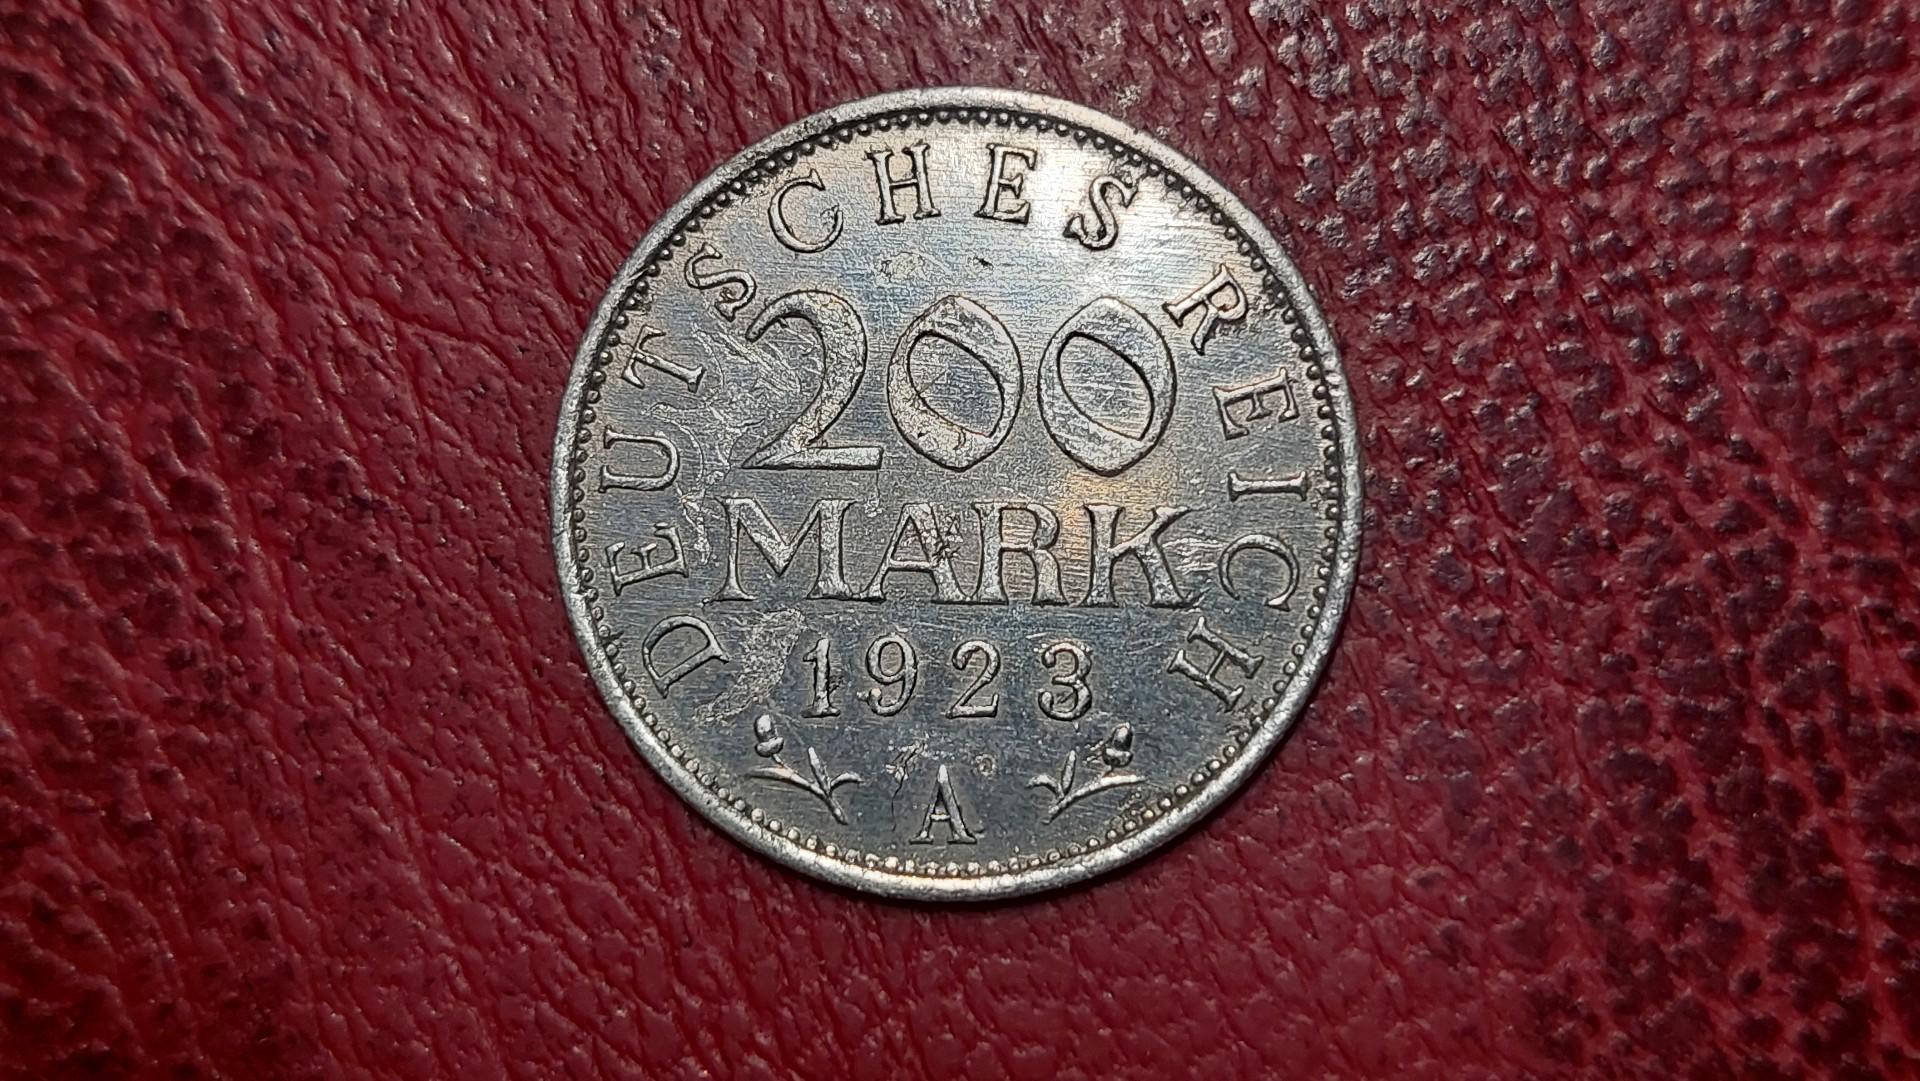 DEUTSCHES REICH
200
MARK
1923
A